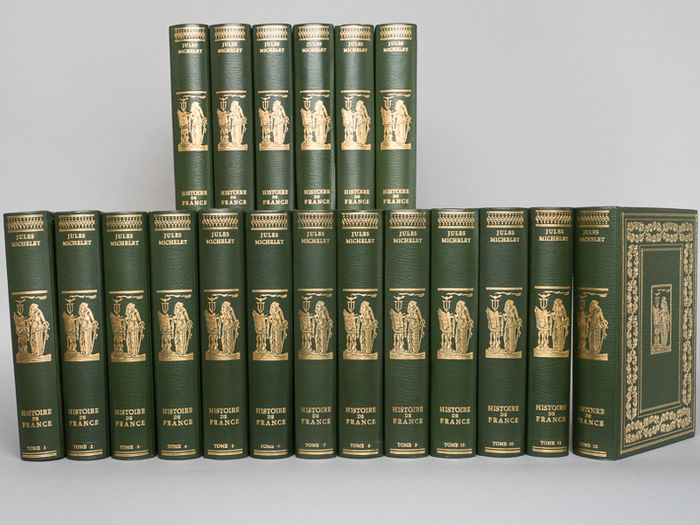 JULES
MICHELET
HISTOIRE
DE
FRANCE
JULES
MICHELET
HISTOIRE
DE
FRANCE
JULES
MICHELET
HISTOIRE
DE
FRANCE
JULES
MICHELET
HISTOIRE
DE
FRANCE
JULES
MICHELET
HISTOIRE
DE
FRANCE
JULES
MICHELET
HISTOIRE
DE
FRANCE
JULES
MICHELET
HISTOIRE
DE
FRANCE
TOME 1
JULES
MICHELET
HISTOIRE
DE
FRANCE
TOME 2
JULES
MICHELET
HISTOIRE
DE
FRANCE
TOME 3
JULES
MICHELET
HISTOIRE
DE
FRANCE
TOME 4
JULES
MICHELET
HISTOIRE
DE
FRANCE
TOME 5
JULES
MICHELET
HISTOIRE
DE
FRANCE
TOME 6
JULES
MICHELET
HISTOIRE
DE
FRANCE
TOME 7
JULES
MICHELET
HISTOIRE
DE
FRANCE
TOME 8
JULES
MICHELET
HISTOIRE
DE
FRANCE
TOME 9
JULES
MICHELET
HISTOIRE
DE
FRANCE
TOME 13
JULES
MICHELET
HISTOIRE
DE
FRANCE
TOME 10
JULES
MICHELET
HISTOIRE
DE
FRANCE
TOME 11
JULES
MICHELET
HISTOIRE
DE
FRANCE
TOME 12